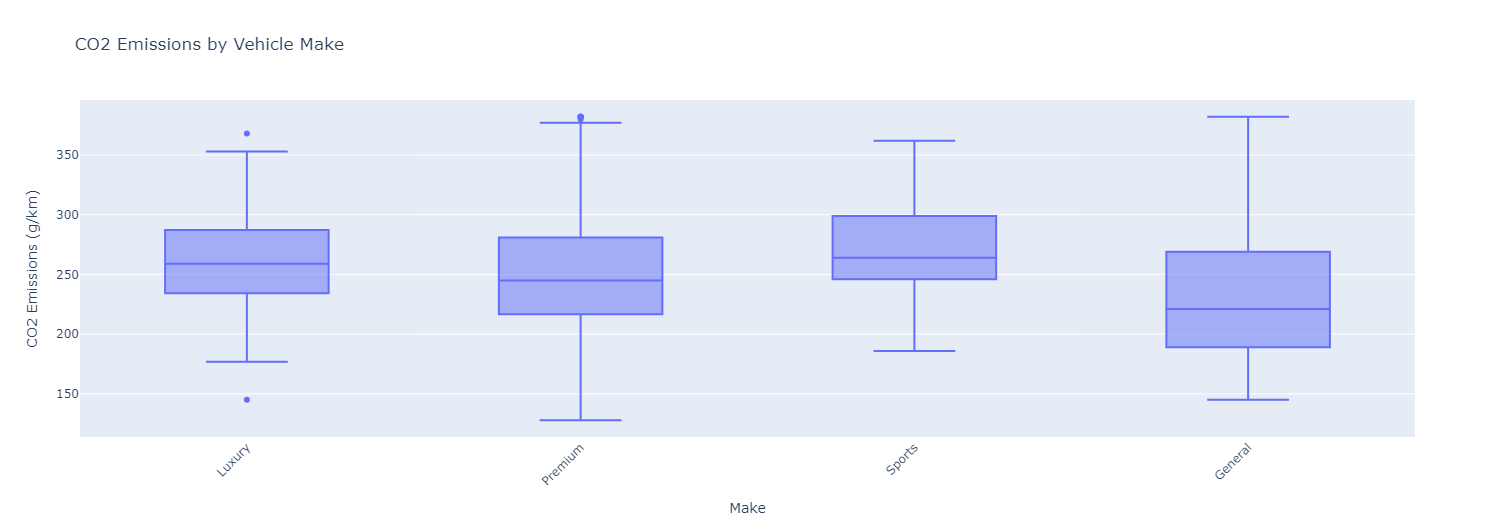 CO2 Emissions by Vehicle Make
CO2 Emissions (g/km)
350
300
250
200
150
Luxury
Premium
Sports
General
Make